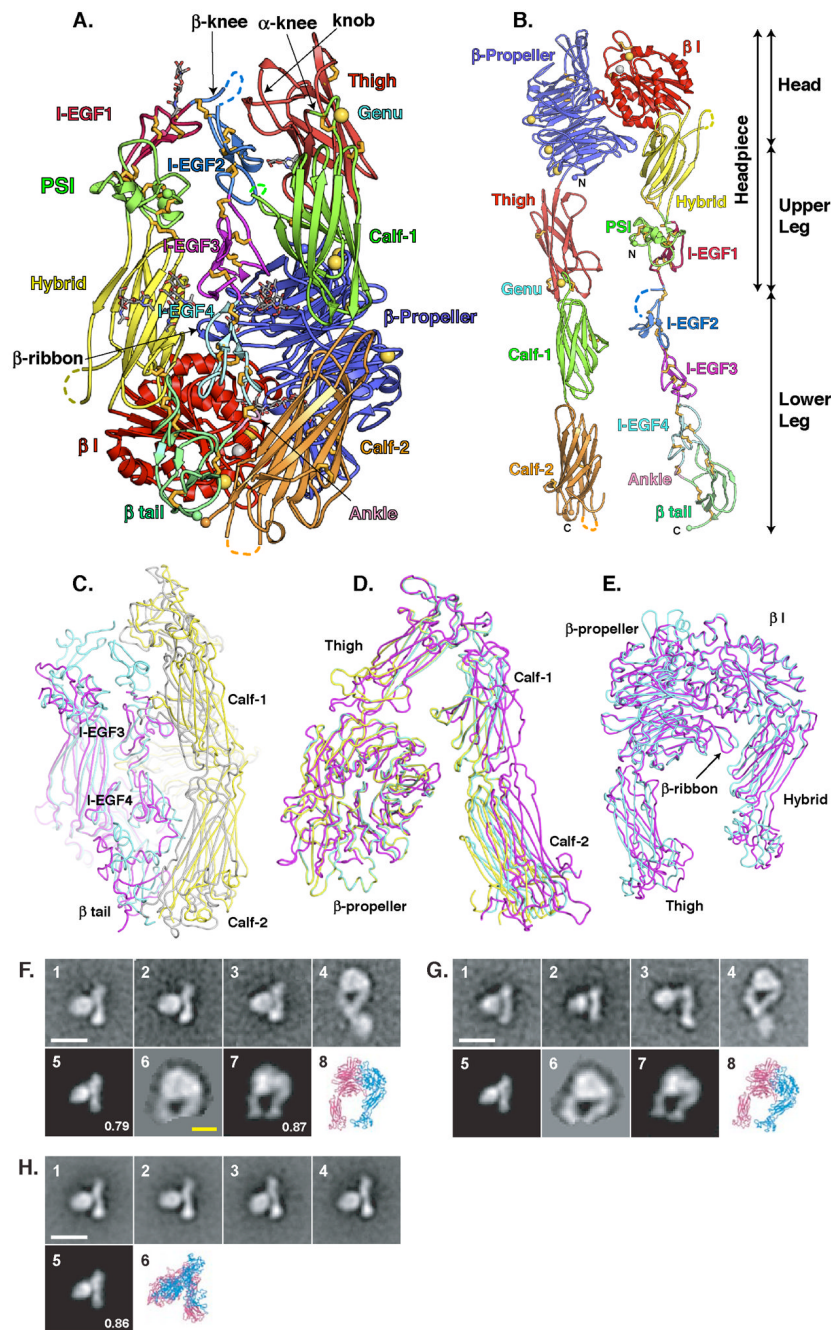 A.
β-knee
α-knee
knob
Thigh
Genu
I-EGF1
I-EGF2
PSI
I-EGF3
Calf-1
Hybrid
I-EGF4
β-Propeller
β-ribbon
β I
Calf-2
β tail
Ankle
B.
β-Propeller
β I
Head
Headpiece
N
Hybrid
Thigh
PSI
N
I-EGF1
Upper
Leg
Genu
I-EGF2
Calf-1
I-EGF3
I-EGF4
Lower
Leg
Calf-2
Ankle
β tail
C
C
C.
Calf-1
I-EGF3
I-EGF4
β tail
Calf-2
D.
Thigh
Calf-1
Calf-2
β-propeller
E.
β-propeller
β I
β-ribbon
Hybrid
Thigh
F.
1
2
3
4
5
0.79
6
7
0.87
8
G.
1
2
3
4
5
6
7
8
H.
1
2
3
4
5
0.86
6